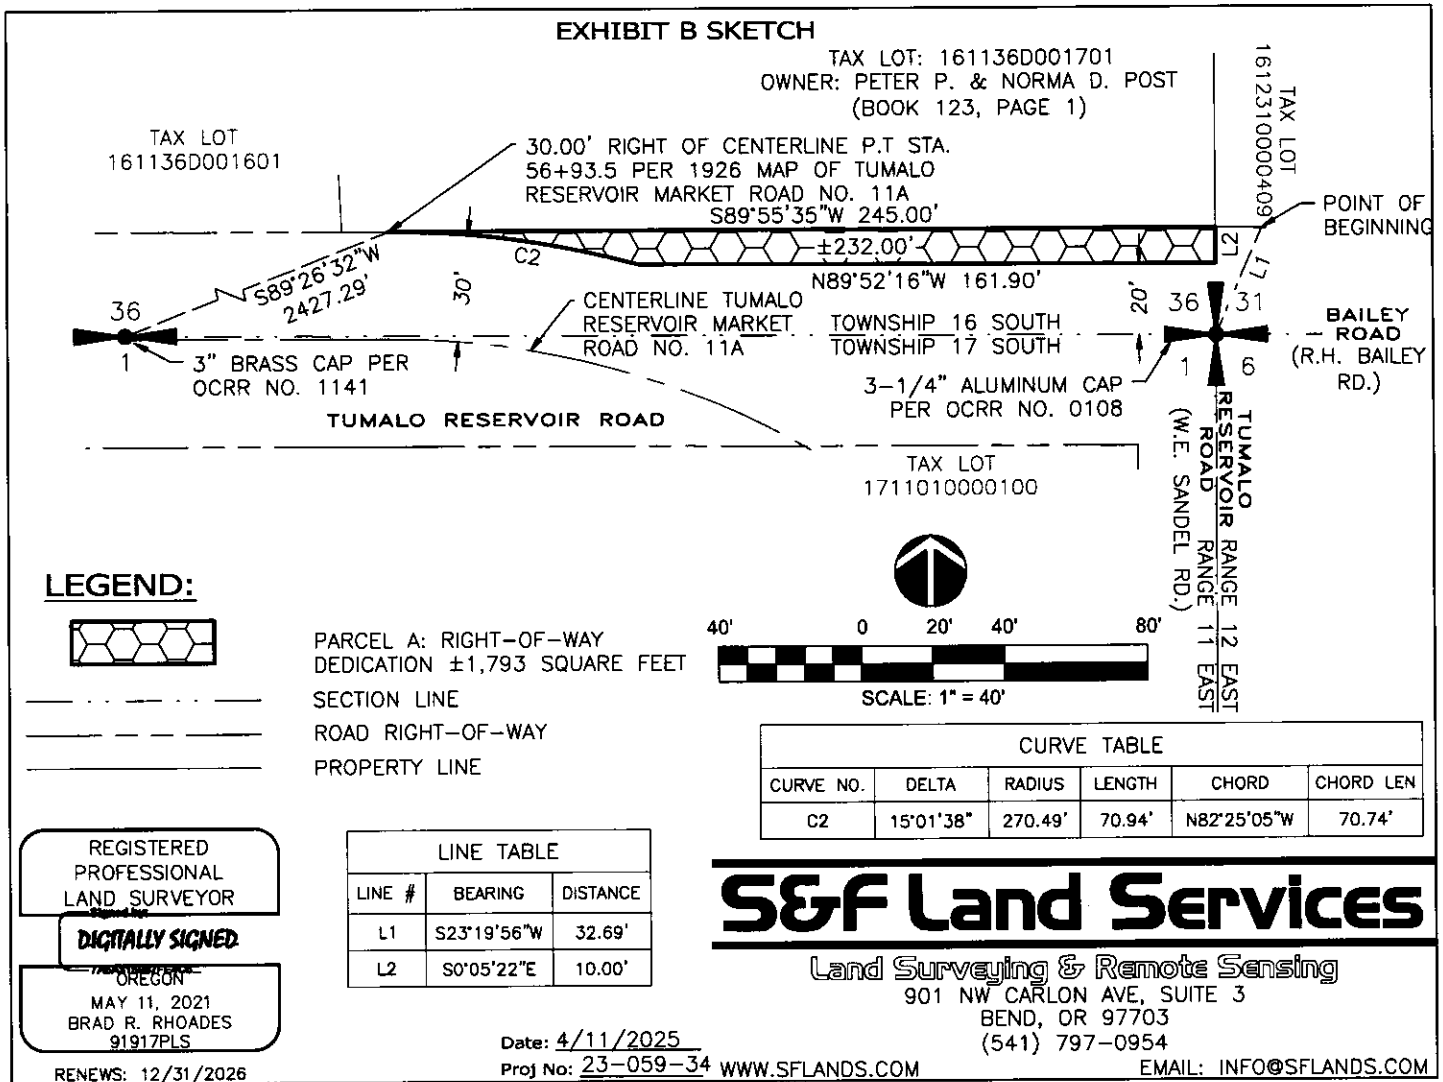 EXHIBIT B SKETCH
TAX LOT: 161136D001701
OWNER: PETER P. & NORMA D. POST
(BOOK 123, PAGE 1)
TAX LOT
161136D001601
30.00' RIGHT OF CENTERLINE P.T STA.
56+93.5 PER 1926 MAP OF TUMALO
RESERVOIR MARKET ROAD NO. 11A
TAX LOT
1612310000409
POINT OF
BEGINNING
S89°55'35"W 245.00'
±232.00'
C2
N89°52'16"W 161.90'
L2
L1
S89°26'32"W
2427.29'
30'
20'
36
1
3" BRASS CAP PER
OCRR NO. 1141
CENTERLINE TUMALO
RESERVOIR MARKET
ROAD NO. 11A
TOWNSHIP 16 SOUTH
TOWNSHIP 17 SOUTH
36 31
1 6
BAILEY
ROAD
(R.H. BAILEY
RD.)
3-1/4" ALUMINUM CAP
PER OCRR NO. 0108
TUMALO RESERVOIR ROAD
TAX LOT
1711010000100
TUMALO
RESERVOIR
ROAD
(W.E. SANDEL RD.)
RANGE 12 EAST
RANGE 11 EAST
LEGEND:
PARCEL A: RIGHT-OF-WAY
DEDICATION ±1,793 SQUARE FEET
SECTION LINE
ROAD RIGHT-OF-WAY
PROPERTY LINE
40' 0 20' 40' 80'
SCALE: 1" = 40'
CURVE TABLE
CURVE NO. DELTA RADIUS LENGTH CHORD CHORD LEN
C2 15°01'38" 270.49' 70.94' N82°25'05"W 70.74'
LINE TABLE
LINE # BEARING DISTANCE
L1 S23°19'56"W 32.69'
L2 S0°05'22"E 10.00'
REGISTERED
PROFESSIONAL
LAND SURVEYOR
Signed by:
DIGITALLY SIGNED
OREGON
MAY 11, 2021
BRAD R. RHOADES
91917PLS
RENEWS: 12/31/2026
S&F Land Services
Land Surveying & Remote Sensing
901 NW CARLON AVE, SUITE 3
BEND, OR 97703
(541) 797-0954
Date: 4/11/2025
Proj No: 23-059-34
WWW.SFLANDS.COM
EMAIL: INFO@SFLANDS.COM